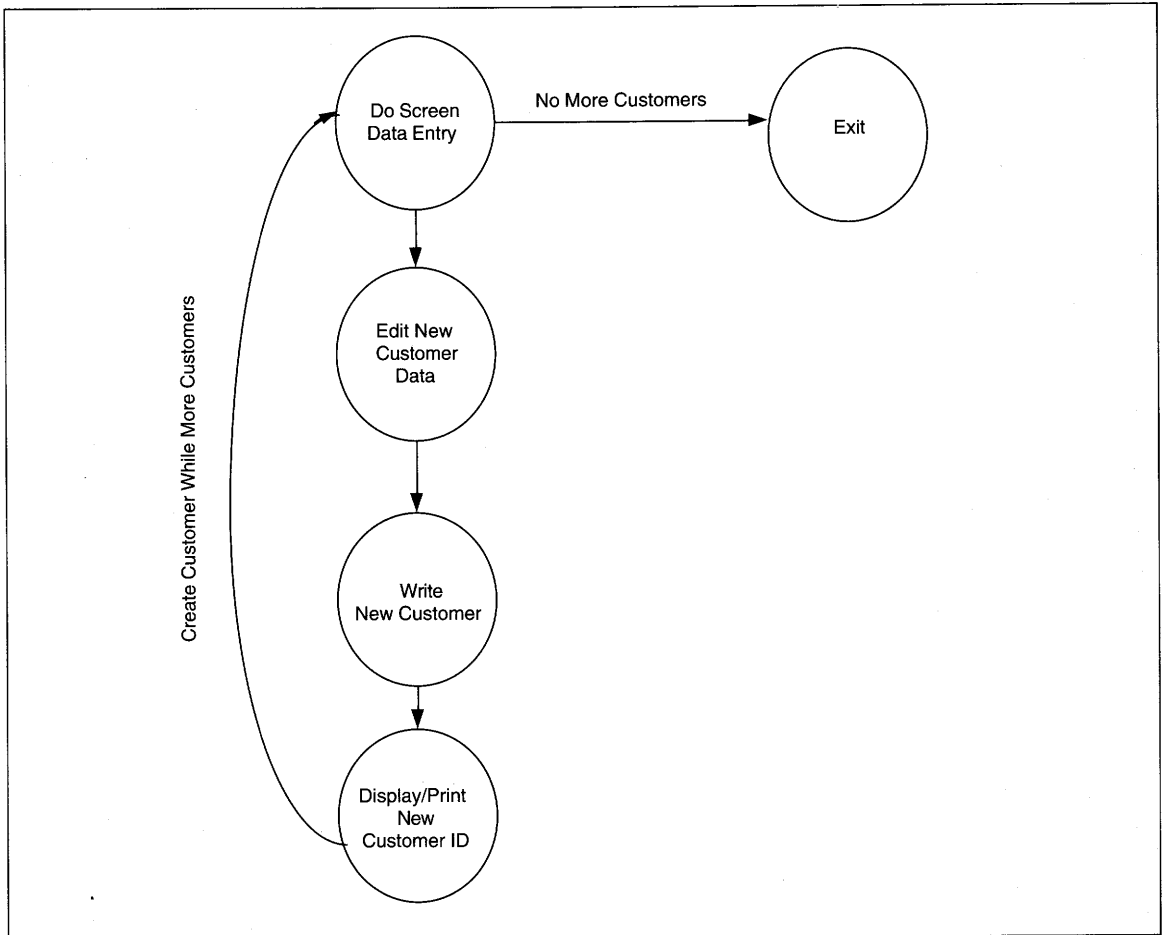 Do Screen
Data Entry
No More Customers
Exit
Edit New
Customer
Data
Create Customer While More Customers
Write
New Customer
Display/Print
New
Customer ID